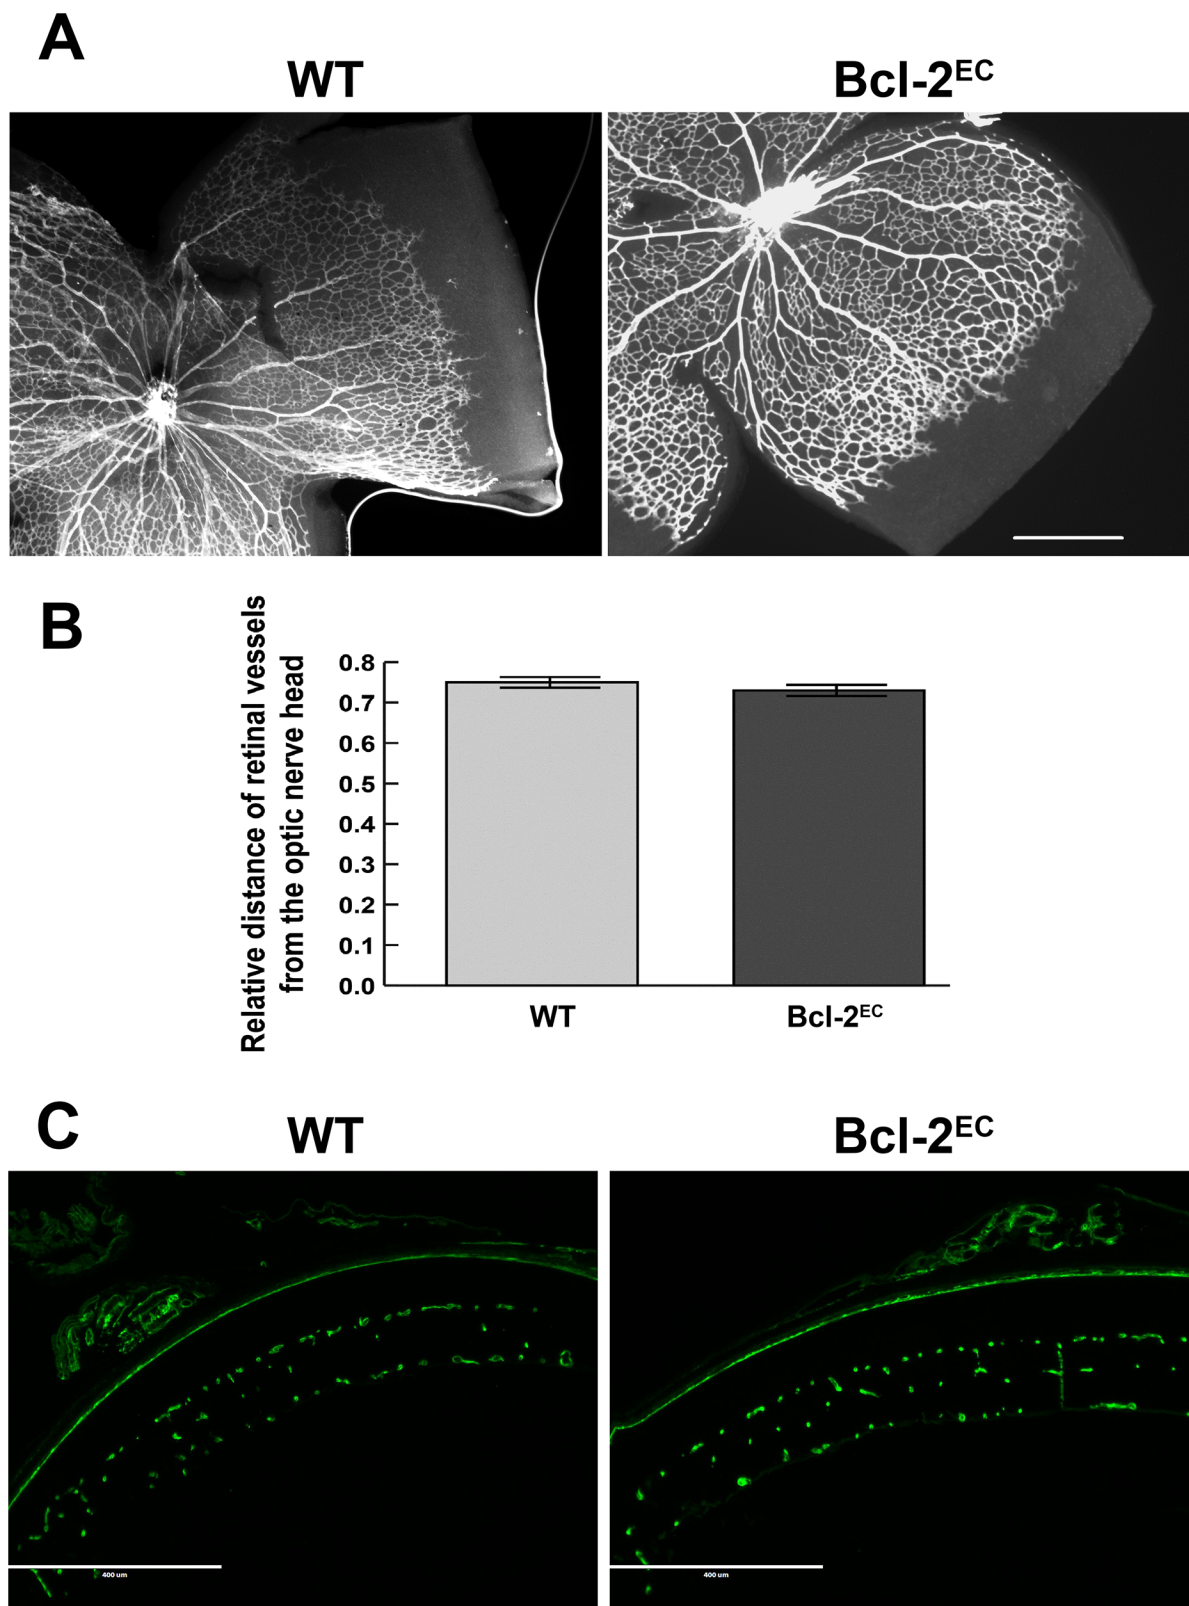 A
WT
Bcl-2EC
B
Relative distance of retinal vessels
from the optic nerve head
0.8
0.7
0.6
0.5
0.4
0.3
0.2
0.1
0.0
WT
Bcl-2EC
C
WT
Bcl-2EC
400 um
400 um